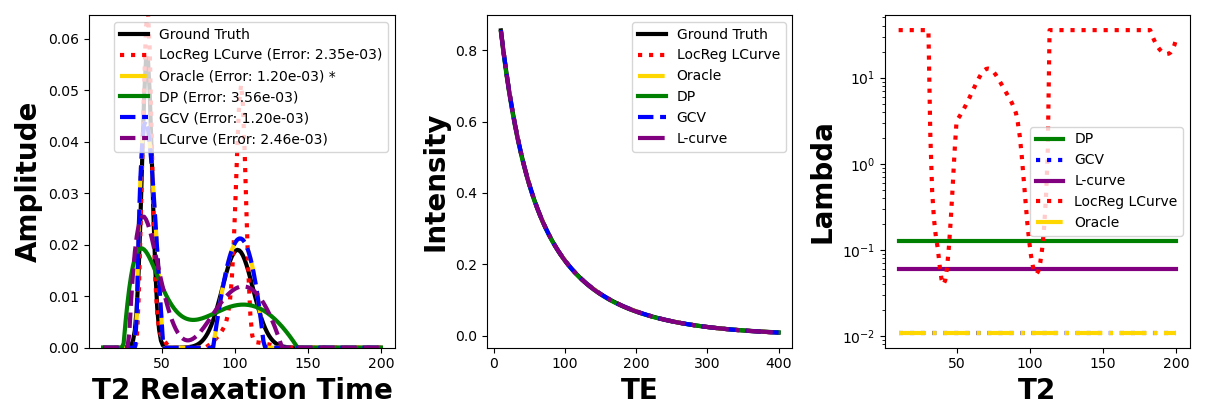 Amplitude
0.06
0.05
0.04
0.03
0.02
0.01
0.00
50
100
150
200
T2 Relaxation Time
Ground Truth
LocReg LCurve (Error: 2.35e-03)
Oracle (Error: 1.20e-03) *
DP (Error: 3.56e-03)
GCV (Error: 1.20e-03)
LCurve (Error: 2.46e-03)
Intensity
0.8
0.6
0.4
0.2
0.0
0
100
200
300
400
TE
Ground Truth
LocReg LCurve
Oracle
DP
GCV
L-curve
Lambda
10^1
10^0
10^-1
10^-2
50
100
150
200
T2
DP
GCV
L-curve
LocReg LCurve
Oracle